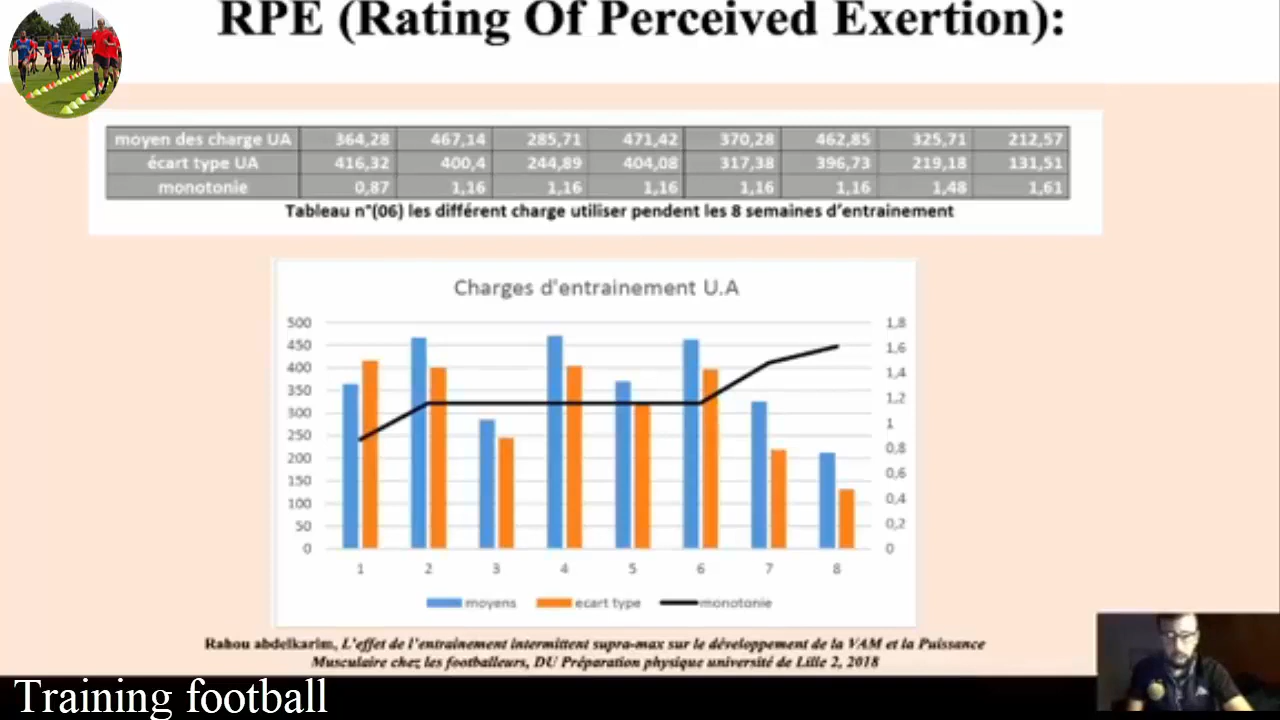 RPE (Rating Of Perceived Exertion):
moyen des charge UA 364,28 467,14 285,71 471,42 370,28 462,85 325,71 212,57
écart type UA 416,32 400,4 244,89 404,08 317,38 396,73 219,18 131,51
monotonie 0,87 1,16 1,16 1,16 1,16 1,16 1,48 1,61
Tableau n°(06) les différent charge utiliser pendent les 8 semaines d'entrainement
Charges d'entrainement U.A
500 1,8
450 1,6
400 1,4
350 1,2
300 1
250 0,8
200 0,6
150 0,4
100 0,2
50 0
0
1 2 3 4 5 6 7 8
moyens ecart type monotonie
Rahou abdelkarim, L'effet de l'entrainement intermittent supra-max sur le développement de la VAM et la Puissance
Musculaire chez les footballeurs, DU Préparation physique université de Lille 2, 2018
Training football